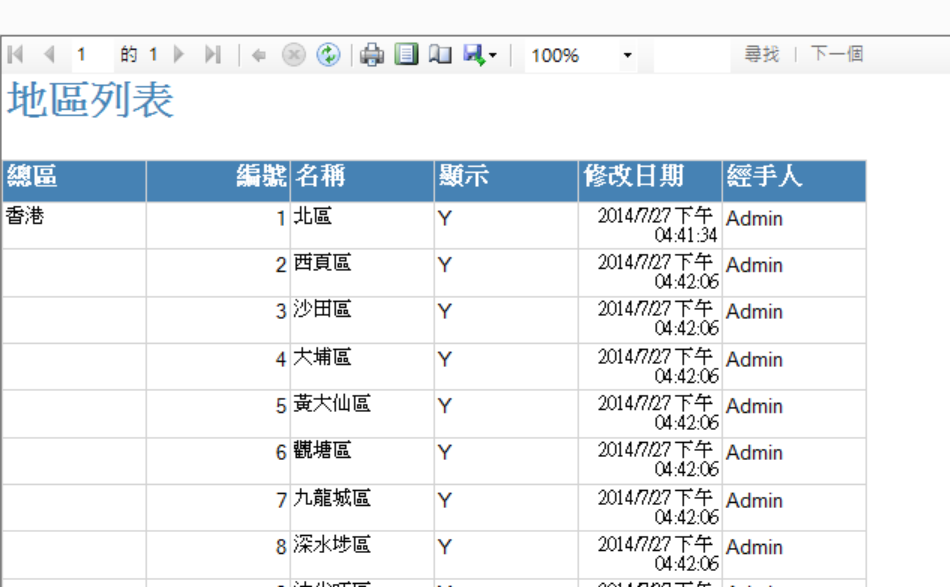 1 的 1 100% 尋找 | 下一個
地區列表
總區 編號 名稱 顯示 修改日期 經手人
香港 1 北區 Y 2014/7/27 下午 Admin
04:41:34
2 西頁區 Y 2014/7/27 下午 Admin
04:42:06
3 沙田區 Y 2014/7/27 下午 Admin
04:42:06
4 大埔區 Y 2014/7/27 下午 Admin
04:42:06
5 黃大仙區 Y 2014/7/27 下午 Admin
04:42:06
6 觀塘區 Y 2014/7/27 下午 Admin
04:42:06
7 九龍城區 Y 2014/7/27 下午 Admin
04:42:06
8 深水埗區 Y 2014/7/27 下午 Admin
04:42:06